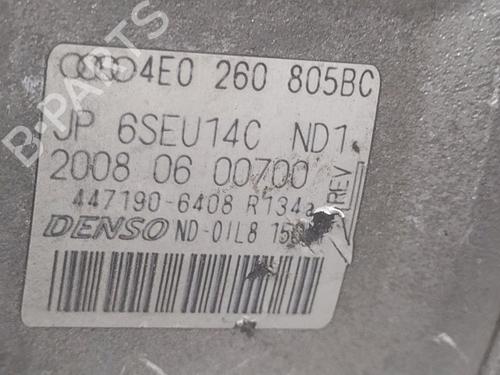 4E0 260 805BC
JP 6SEU14C ND1
2008 06 00700
447190-6408 R134a
REV
DENSO ND-OIL8
B-PARTS